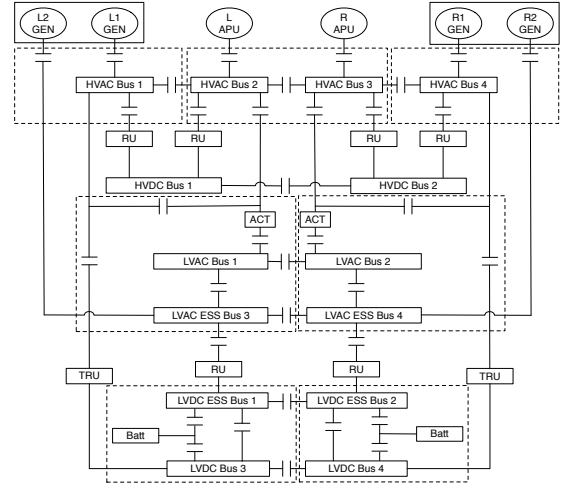 L2
GEN
L1
GEN
L
APU
R
APU
R1
GEN
R2
GEN
HVAC Bus 1
HVAC Bus 2
HVAC Bus 3
HVAC Bus 4
RU
RU
RU
RU
HVDC Bus 1
HVDC Bus 2
ACT
ACT
LVAC Bus 1
LVAC Bus 2
LVAC ESS Bus 3
LVAC ESS Bus 4
TRU
RU
RU
TRU
LVDC ESS Bus 1
LVDC ESS Bus 2
Batt
Batt
LVDC Bus 3
LVDC Bus 4